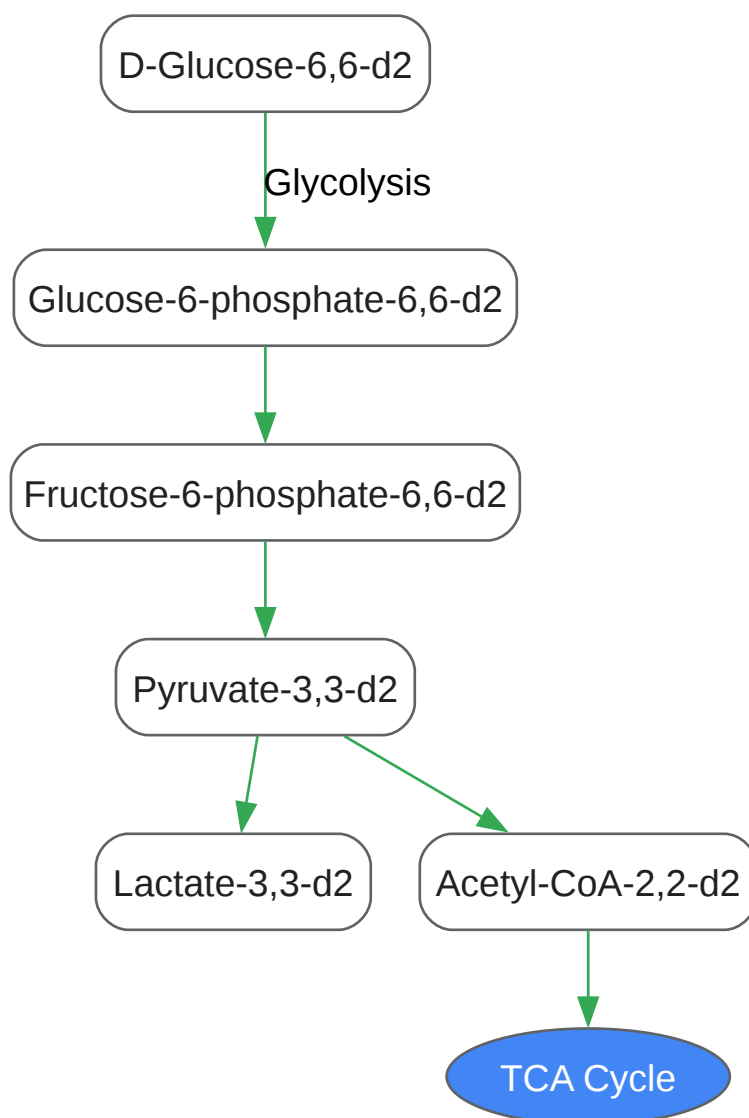 D-Glucose-6,6-d2
Glycolysis
Glucose-6-phosphate-6,6-d2
Fructose-6-phosphate-6,6-d2
Pyruvate-3,3-d2
Lactate-3,3-d2
Acetyl-CoA-2,2-d2
TCA Cycle